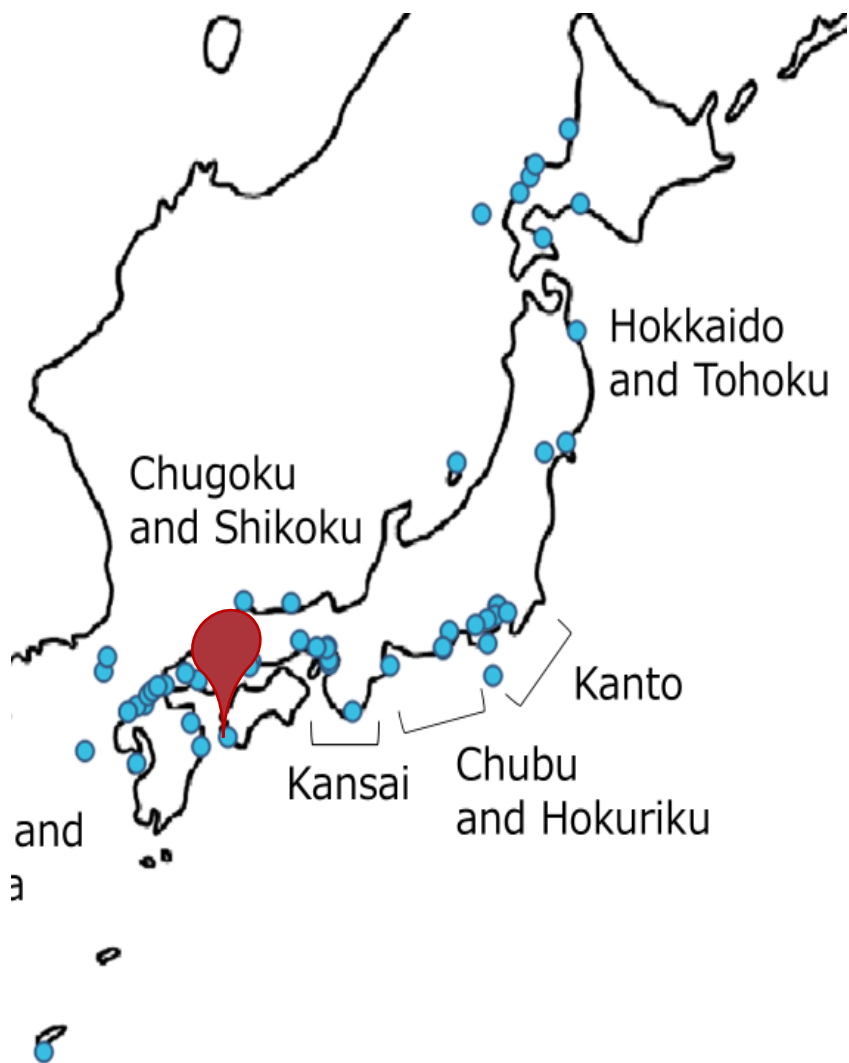 Hokkaido
and Tohoku
Chugoku
and Shikoku
Kanto
Kansai
Chubu
and Hokuriku
and
a